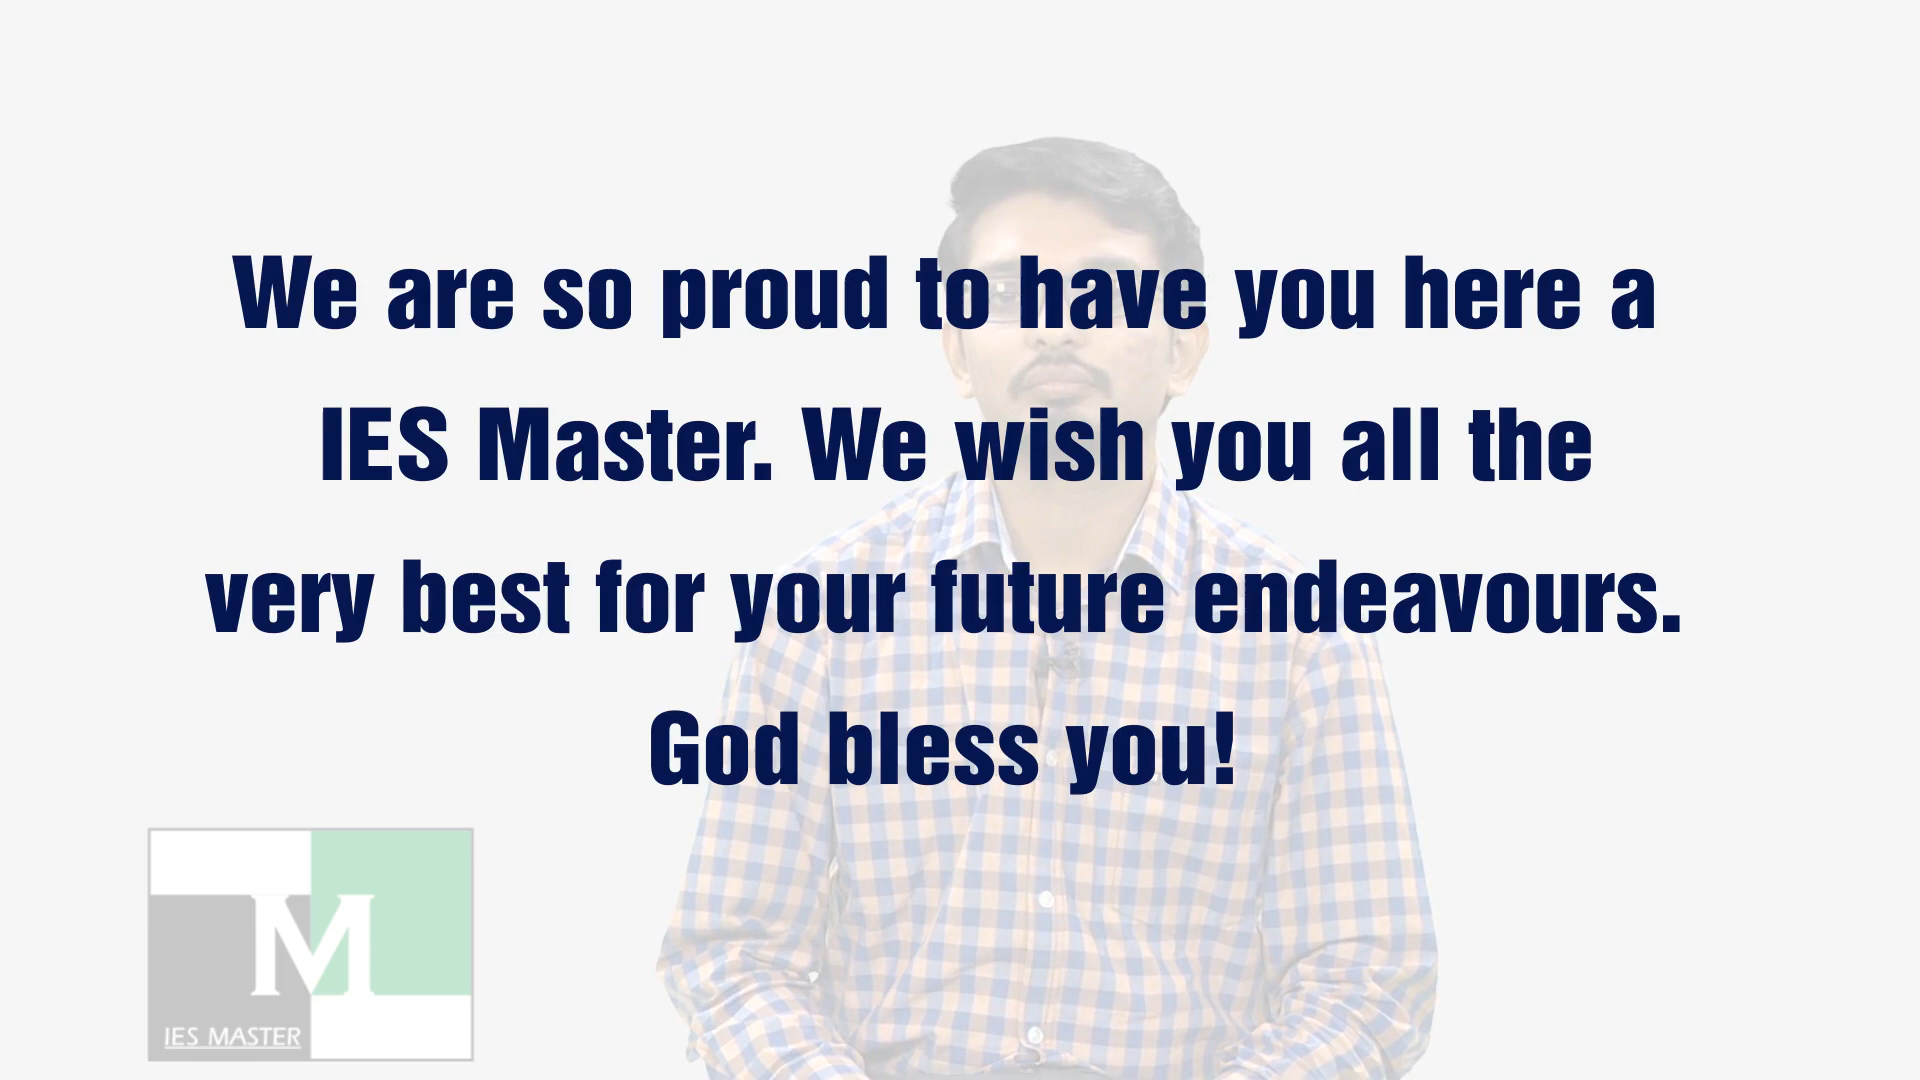 We are so proud to have you here a
IES Master. We wish you all the
very best for your future endeavours.
God bless you!
M
IES MASTER